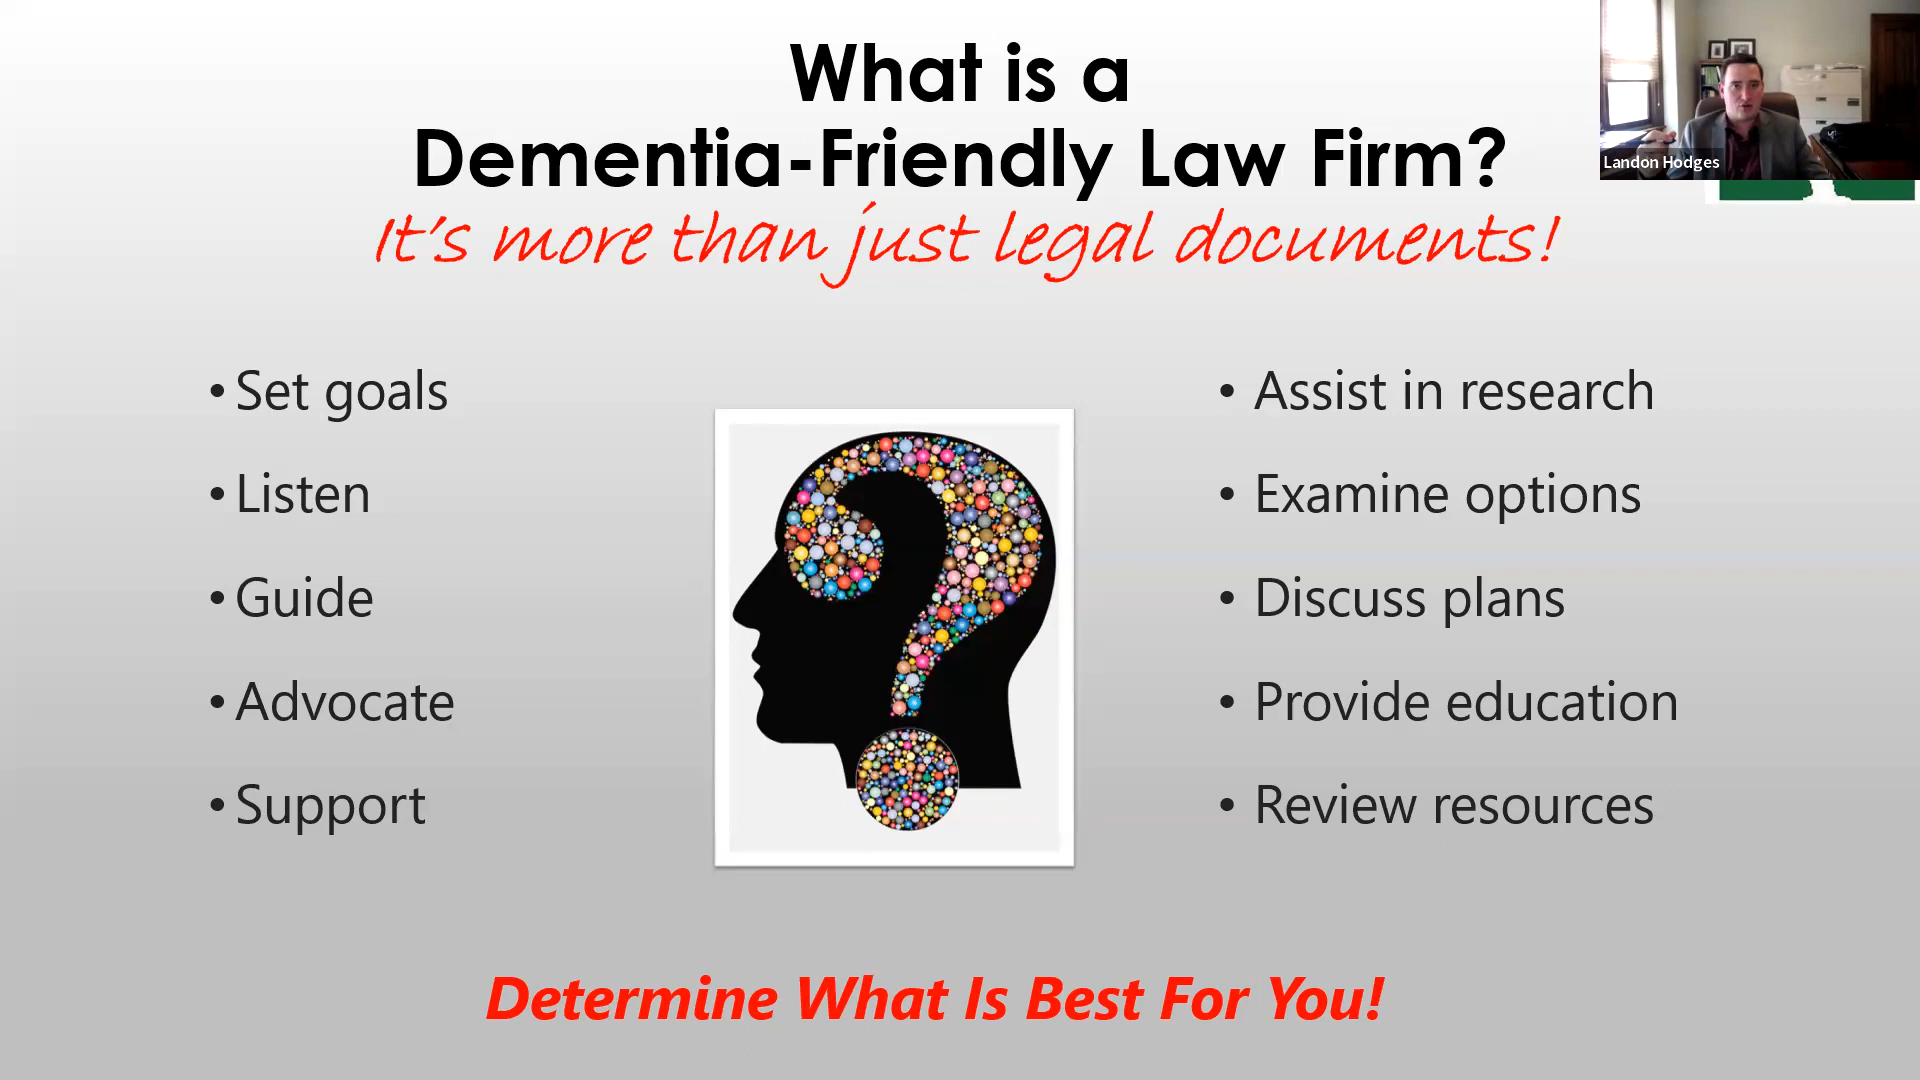 What is a
Dementia-Friendly Law Firm?
It's more than just legal documents!
Landon Hodges
• Set goals
• Listen
• Guide
• Advocate
• Support
• Assist in research
• Examine options
• Discuss plans
• Provide education
• Review resources
Determine What Is Best For You!